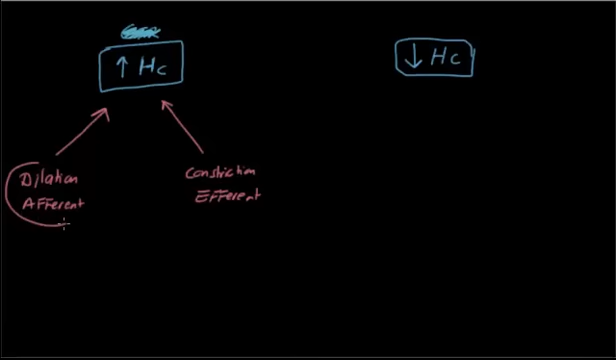 ↑ Hc
↓ Hc
Dilation
Afferent
Constriction
Efferent